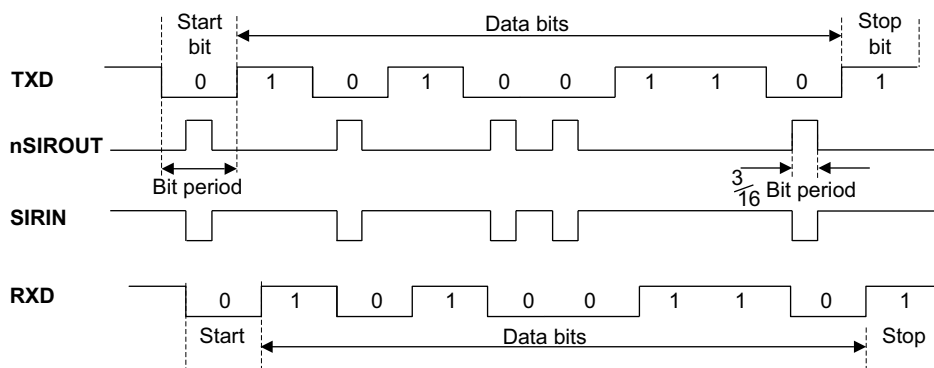 Start
bit
Data bits
Stop
bit
TXD
0 1 0 1 0 0 1 1 0 1
nSIROUT
Bit period
3/16 Bit period
SIRIN
RXD
0 1 0 1 0 0 1 1 0 1
Start
Data bits
Stop